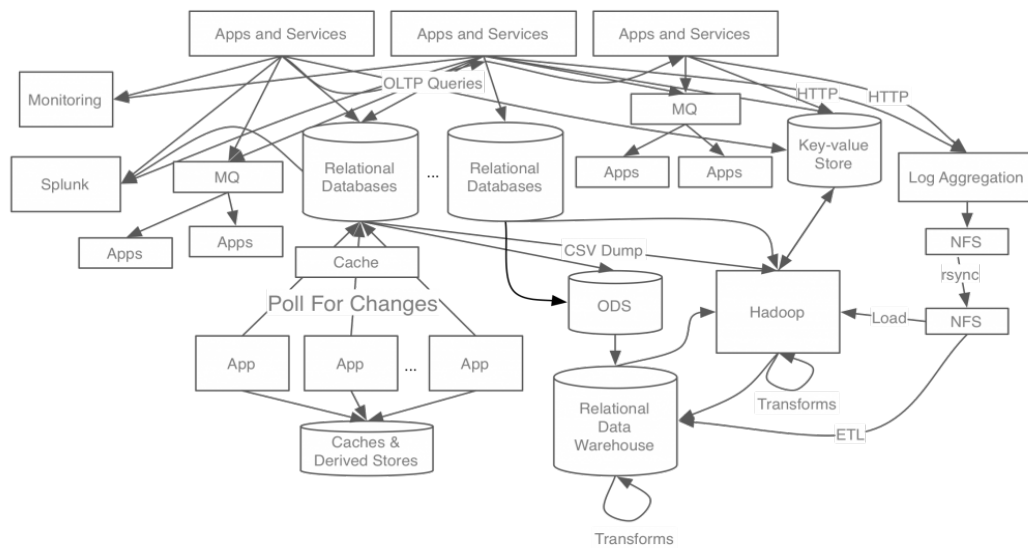 Apps and Services
Apps and Services
Apps and Services
OLTP Queries
Monitoring
MQ
HTTP
HTTP
Key-value
Store
Splunk
MQ
Relational
Databases
...
Relational
Databases
Apps
Apps
Log Aggregation
Apps
Apps
NFS
Cache
CSV Dump
rsync
Poll For Changes
ODS
Hadoop
Load
NFS
App
App
...
App
Transforms
Relational
Data
Warehouse
ETL
Caches &
Derived Stores
Transforms